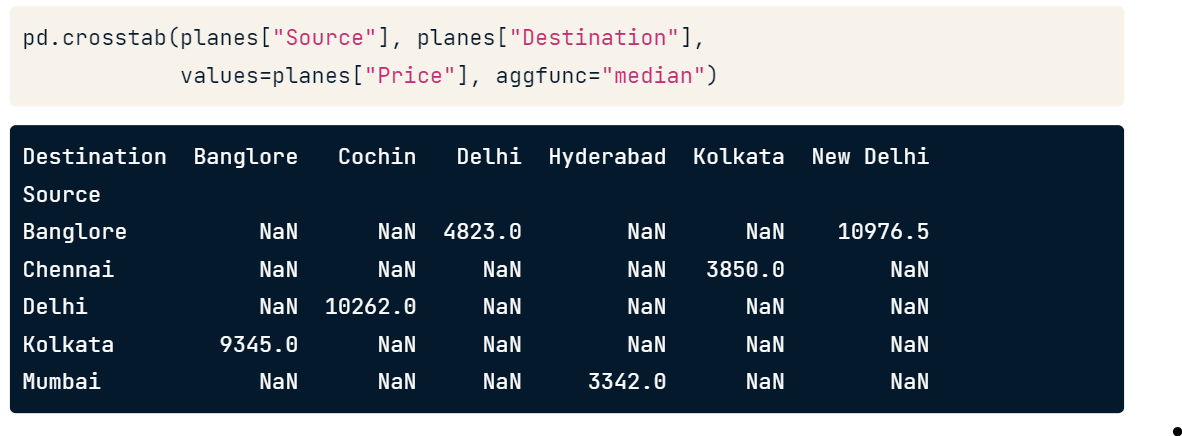 pd.crosstab(planes["Source"], planes["Destination"],
            values=planes["Price"], aggfunc="median")
Destination  Banglore   Cochin   Delhi  Hyderabad  Kolkata  New Delhi
Source
Banglore          NaN      NaN  4823.0        NaN      NaN    10976.5
Chennai           NaN      NaN     NaN        NaN   3850.0        NaN
Delhi             NaN  10262.0     NaN        NaN      NaN        NaN
Kolkata        9345.0      NaN     NaN        NaN      NaN        NaN
Mumbai            NaN      NaN     NaN     3342.0      NaN        NaN